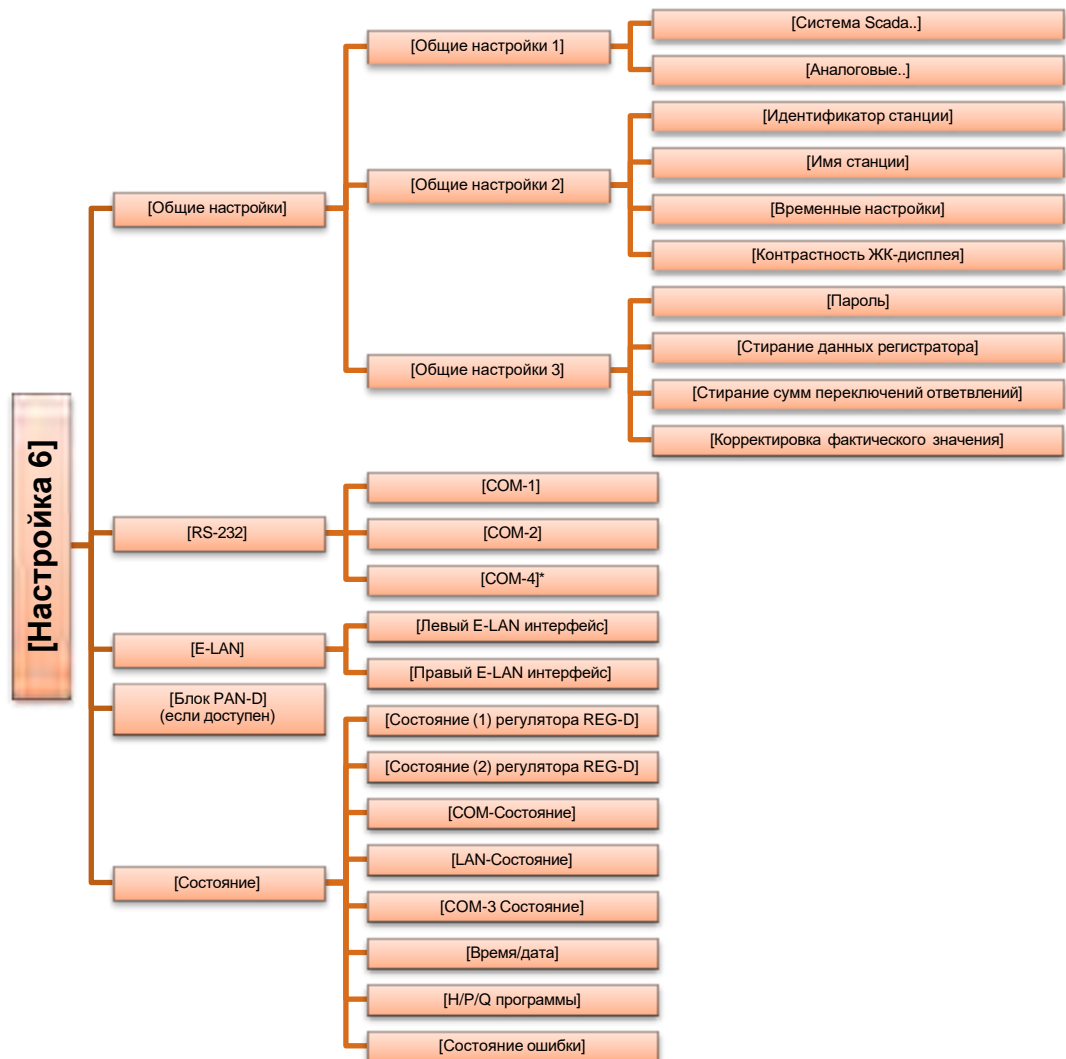 [Настройка 6]
[Общие настройки]
[Общие настройки 1]
[Система Scada..]
[Аналоговые..]
[Общие настройки 2]
[Идентификатор станции]
[Имя станции]
[Временные настройки]
[Контрастность ЖК-дисплея]
[Общие настройки 3]
[Пароль]
[Стирание данных регистратора]
[Стирание сумм переключений ответвлений]
[Корректировка фактического значения]
[RS-232]
[COM-1]
[COM-2]
[COM-4]*
[E-LAN]
[Левый E-LAN интерфейс]
[Правый E-LAN интерфейс]
[Блок PAN-D]
(если доступен)
[Состояние]
[Состояние (1) регулятора REG-D]
[Состояние (2) регулятора REG-D]
[COM-Состояние]
[LAN-Состояние]
[COM-3 Состояние]
[Время/дата]
[H/P/Q программы]
[Состояние ошибки]